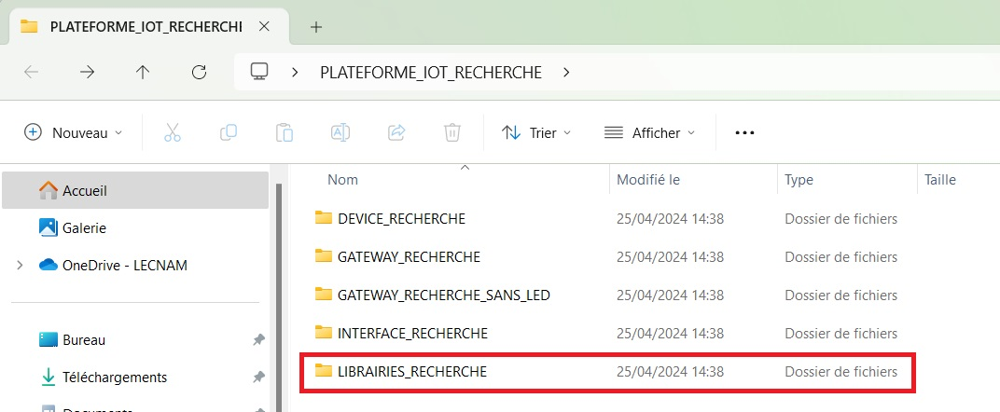 PLATEFORME_IOT_RECHERCHE
PLATEFORME_IOT_RECHERCHE
Nouveau Trier Afficher
Nom Modifié le Type Taille
Accueil
Galerie
OneDrive - LECNAM
Bureau
Téléchargements
Documents
DEVICE_RECHERCHE 25/04/2024 14:38 Dossier de fichiers
GATEWAY_RECHERCHE 25/04/2024 14:38 Dossier de fichiers
GATEWAY_RECHERCHE_SANS_LED 25/04/2024 14:38 Dossier de fichiers
INTERFACE_RECHERCHE 25/04/2024 14:38 Dossier de fichiers
LIBRAIRIES_RECHERCHE 25/04/2024 14:38 Dossier de fichiers